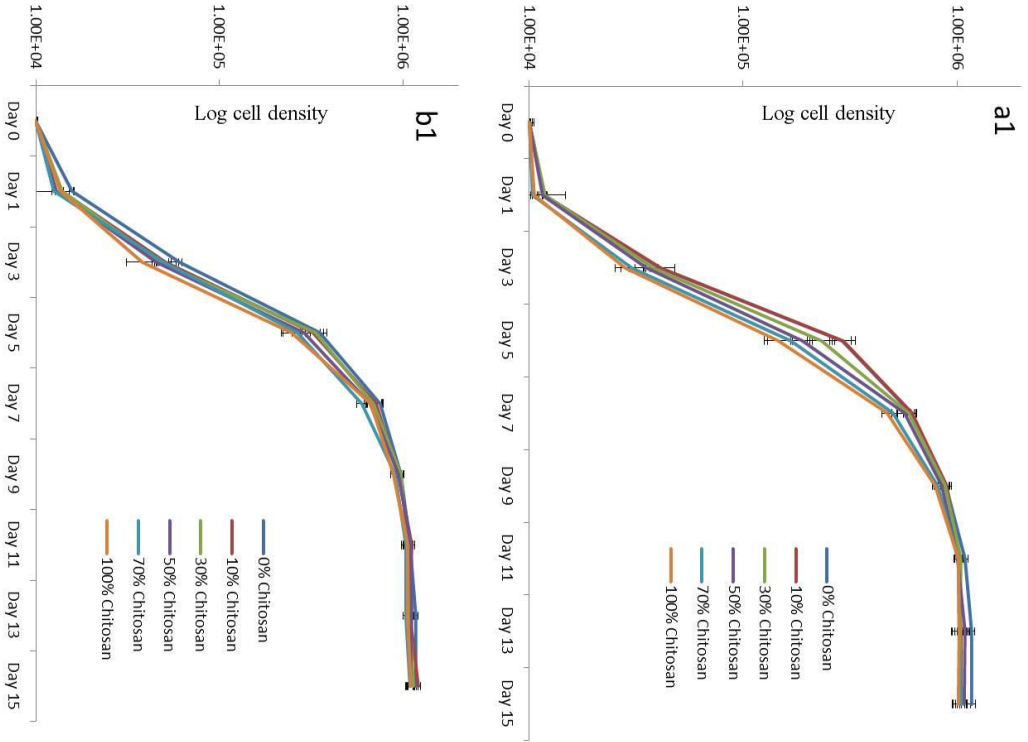 a1
1.00E+06
1.00E+05
1.00E+04
Log cell density
0% Chitosan
10% Chitosan
30% Chitosan
50% Chitosan
70% Chitosan
100% Chitosan
Day 0
Day 1
Day 3
Day 5
Day 7
Day 9
Day 11
Day 13
Day 15
b1
1.00E+06
1.00E+05
1.00E+04
Log cell density
0% Chitosan
10% Chitosan
30% Chitosan
50% Chitosan
70% Chitosan
100% Chitosan
Day 0
Day 1
Day 3
Day 5
Day 7
Day 9
Day 11
Day 13
Day 15